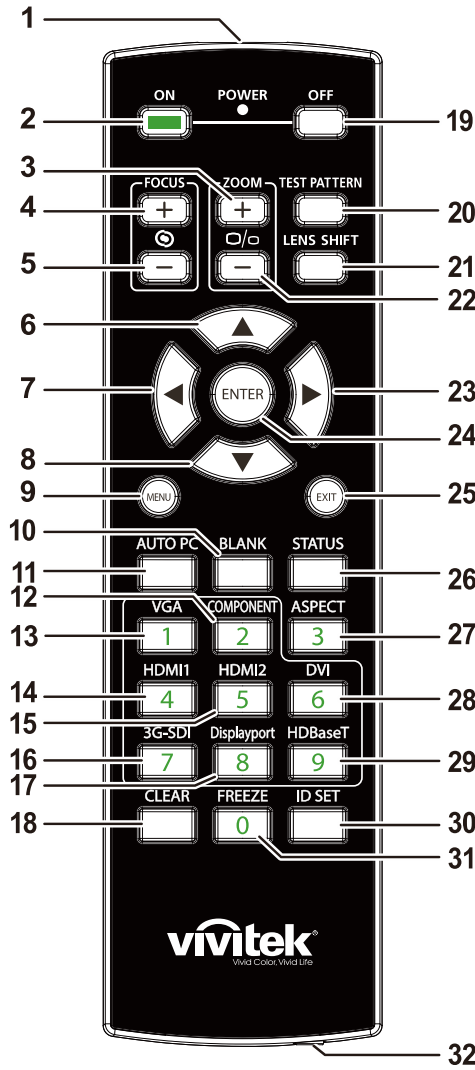 1
ON POWER OFF
2 19
3 FOCUS ZOOM TEST PATTERN
4 + + 20
LENS SHIFT
5 − − 21
22
6
7 ENTER 23
24
8
9 MENU EXIT 25
10
AUTO PC BLANK STATUS
11 26
12 VGA COMPONENT ASPECT
13 1 2 3 27
HDMI1 HDMI2 DVI
14 4 5 6 28
15
3G-SDI Displayport HDBaseT
16 7 8 9 29
17
CLEAR FREEZE ID SET
18 0 30
31
vivitek®
Vivid Color, Vivid Life
32